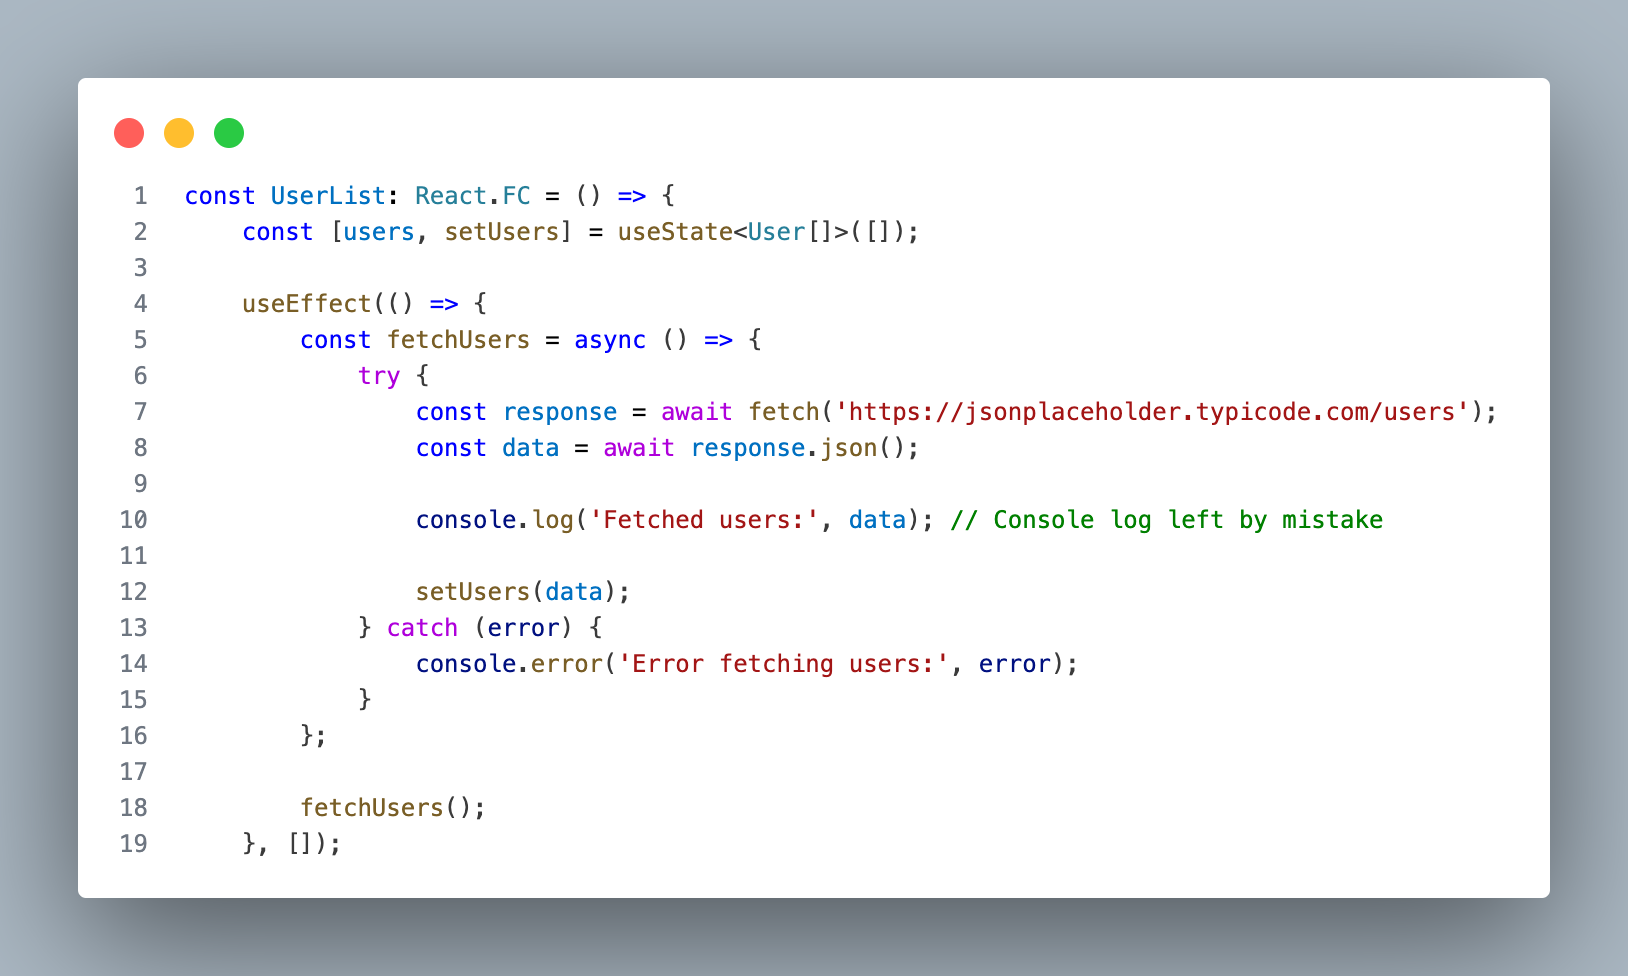 1 const UserList: React.FC = () => {
2     const [users, setUsers] = useState<User[]>([]);
3
4     useEffect(() => {
5         const fetchUsers = async () => {
6             try {
7                 const response = await fetch('https://jsonplaceholder.typicode.com/users');
8                 const data = await response.json();
9
10                 console.log('Fetched users:', data); // Console log left by mistake
11
12                 setUsers(data);
13             } catch (error) {
14                 console.error('Error fetching users:', error);
15             }
16         };
17
18         fetchUsers();
19     }, []);